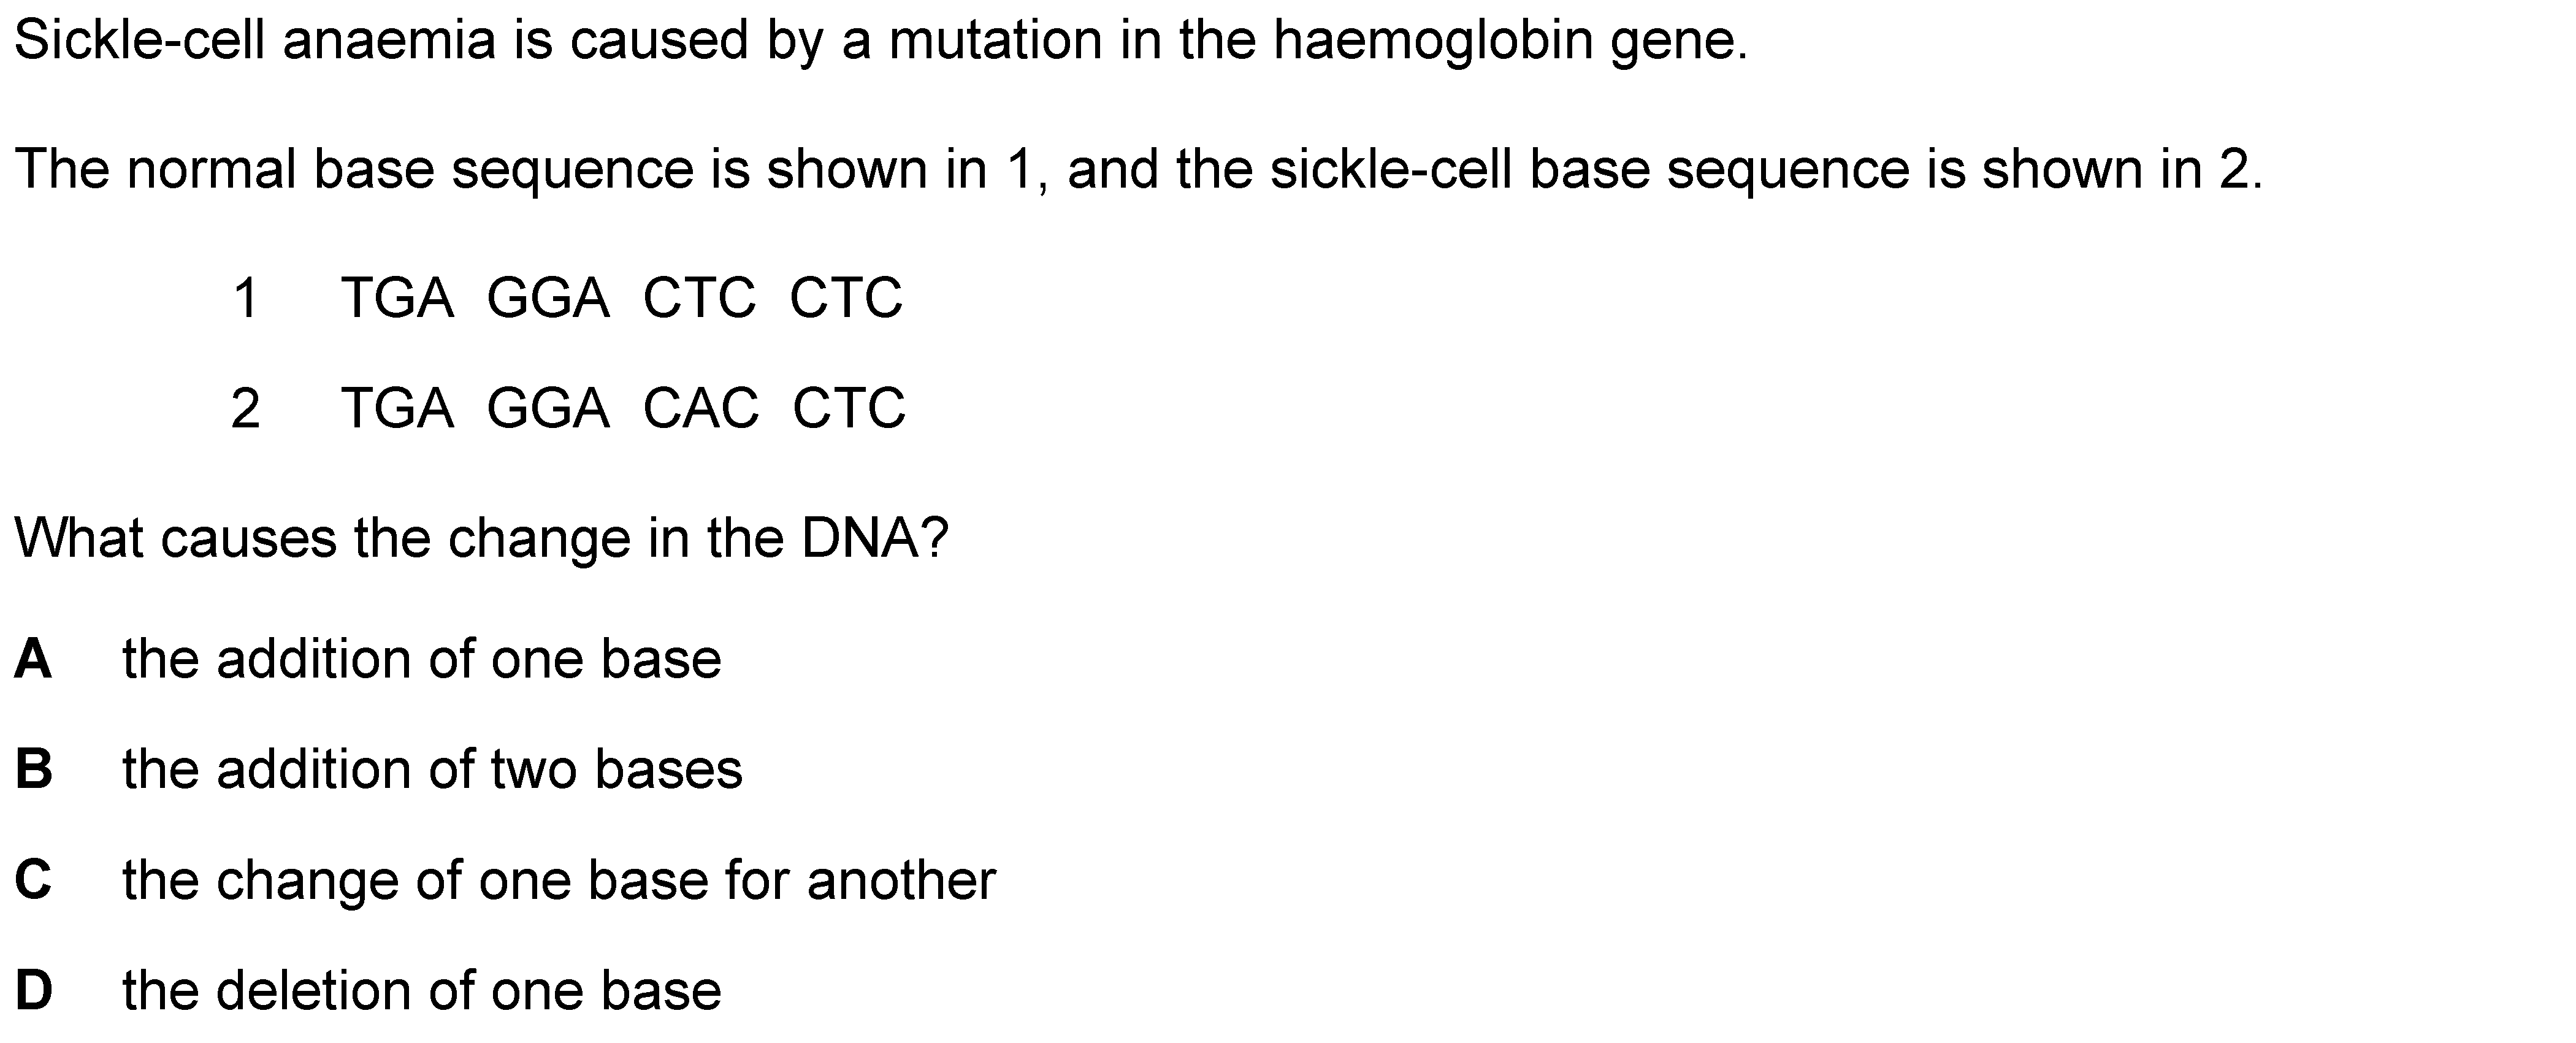 Sickle-cell anaemia is caused by a mutation in the haemoglobin gene.
The normal base sequence is shown in 1, and the sickle-cell base sequence is shown in 2.
1 TGA GGA CTC CTC
2 TGA GGA CAC CTC
What causes the change in the DNA?
A the addition of one base
B the addition of two bases
C the change of one base for another
D the deletion of one base